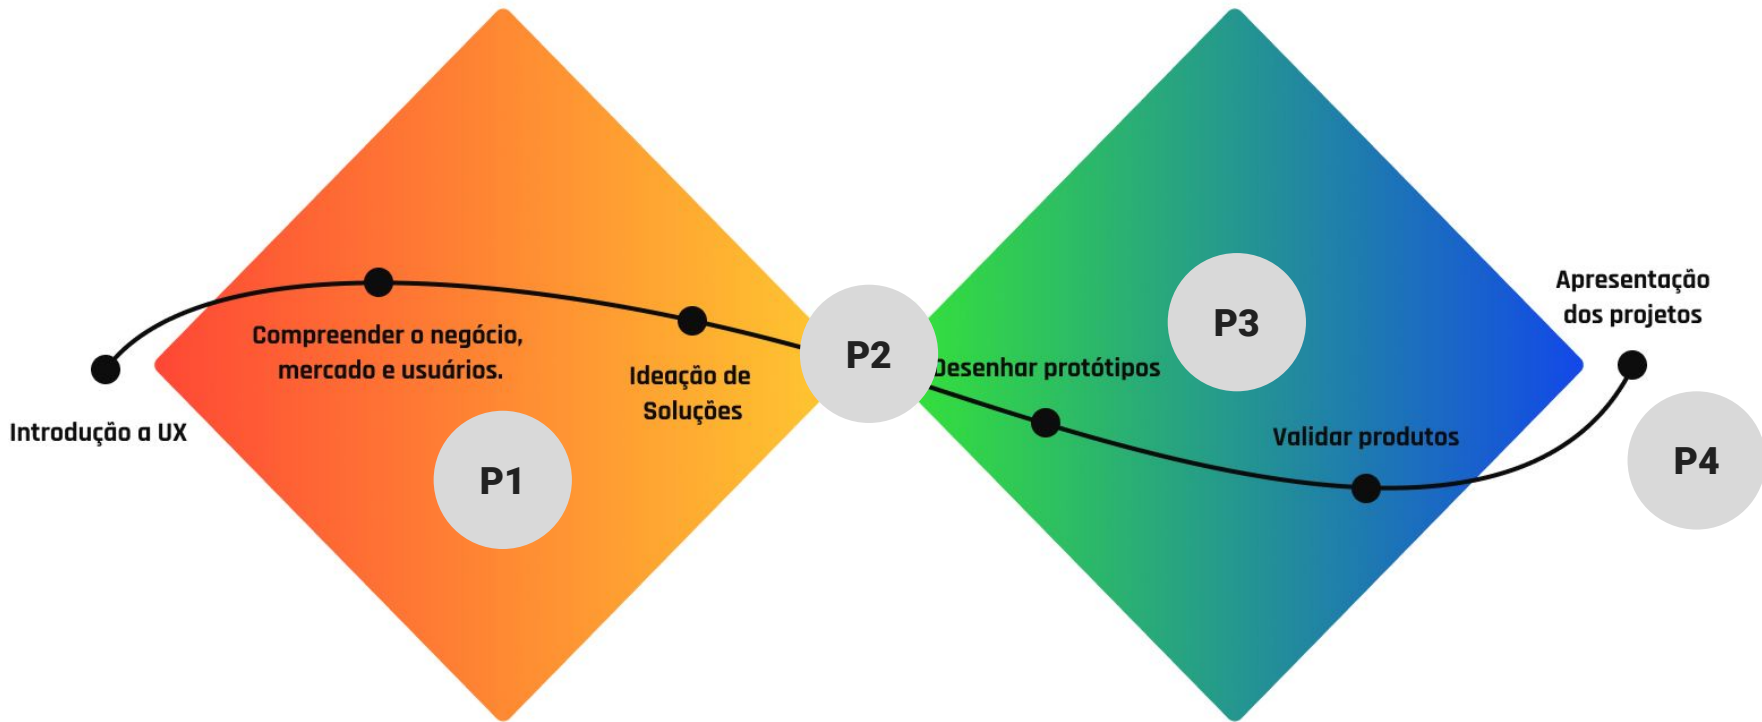 Introdução a UX
Compreender o negócio,
mercado e usuários.
P1
Ideação de
Soluções
P2
Desenhar protótipos
P3
Validar produtos
Apresentação
dos projetos
P4